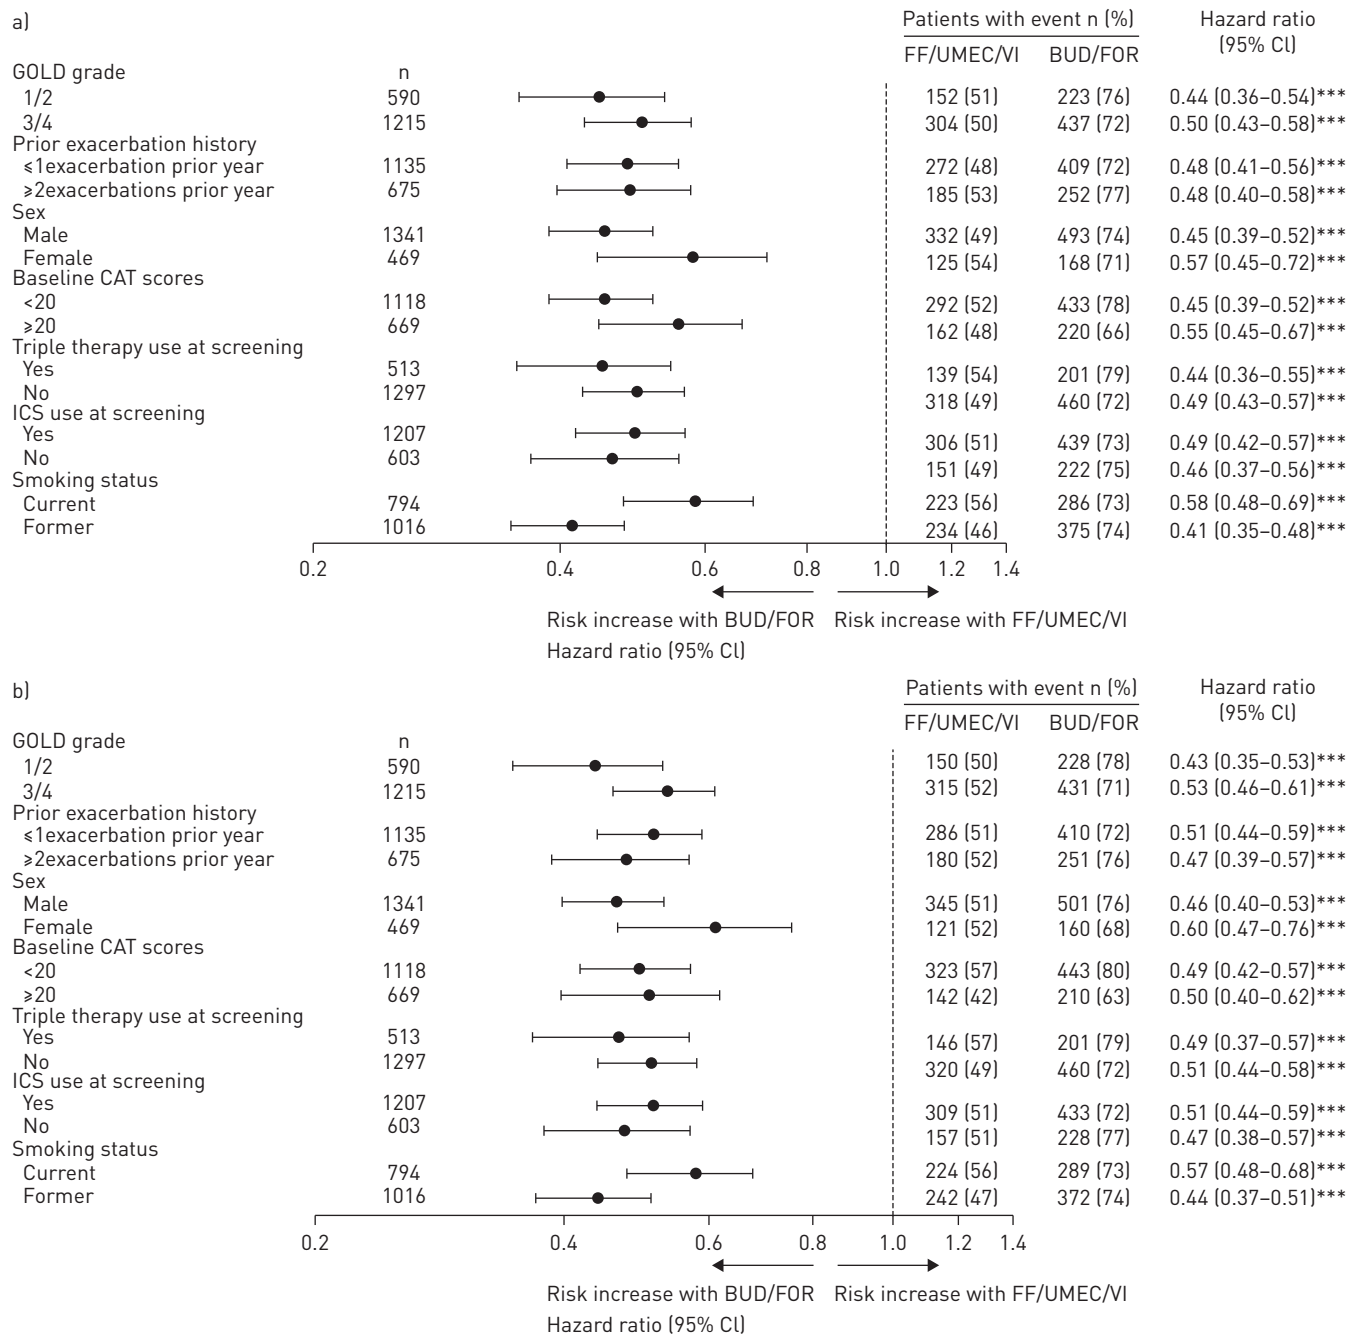 a)
Patients with event n (%) Hazard ratio
(95% CI)
FF/UMEC/VI BUD/FOR
GOLD grade n
1/2 590 152 (51) 223 (76) 0.44 (0.36–0.54)***
3/4 1215 304 (50) 437 (72) 0.50 (0.43–0.58)***
Prior exacerbation history
≤1exacerbation prior year 1135 272 (48) 409 (72) 0.48 (0.41–0.56)***
≥2exacerbations prior year 675 185 (53) 252 (77) 0.48 (0.40–0.58)***
Sex
Male 1341 332 (49) 493 (74) 0.45 (0.39–0.52)***
Female 469 125 (54) 168 (71) 0.57 (0.45–0.72)***
Baseline CAT scores
<20 1118 292 (52) 433 (78) 0.45 (0.39–0.52)***
≥20 669 162 (48) 220 (66) 0.55 (0.45–0.67)***
Triple therapy use at screening
Yes 513 139 (54) 201 (79) 0.44 (0.36–0.55)***
No 1297 318 (49) 460 (72) 0.49 (0.43–0.57)***
ICS use at screening
Yes 1207 306 (51) 439 (73) 0.49 (0.42–0.57)***
No 603 151 (49) 222 (75) 0.46 (0.37–0.56)***
Smoking status
Current 794 223 (56) 286 (73) 0.58 (0.48–0.69)***
Former 1016 234 (46) 375 (74) 0.41 (0.35–0.48)***
0.2 0.4 0.6 0.8 1.0 1.2 1.4
Risk increase with BUD/FOR Risk increase with FF/UMEC/VI
Hazard ratio (95% CI)
b)
Patients with event n (%) Hazard ratio
(95% CI)
FF/UMEC/VI BUD/FOR
GOLD grade n
1/2 590 150 (50) 228 (78) 0.43 (0.35–0.53)***
3/4 1215 315 (52) 431 (71) 0.53 (0.46–0.61)***
Prior exacerbation history
≤1exacerbation prior year 1135 286 (51) 410 (72) 0.51 (0.44–0.59)***
≥2exacerbations prior year 675 180 (52) 251 (76) 0.47 (0.39–0.57)***
Sex
Male 1341 345 (51) 501 (76) 0.46 (0.40–0.53)***
Female 469 121 (52) 160 (68) 0.60 (0.47–0.76)***
Baseline CAT scores
<20 1118 323 (57) 443 (80) 0.49 (0.42–0.57)***
≥20 669 142 (42) 210 (63) 0.50 (0.40–0.62)***
Triple therapy use at screening
Yes 513 146 (57) 201 (79) 0.49 (0.37–0.57)***
No 1297 320 (49) 460 (72) 0.51 (0.44–0.58)***
ICS use at screening
Yes 1207 309 (51) 433 (72) 0.51 (0.44–0.59)***
No 603 157 (51) 228 (77) 0.47 (0.38–0.57)***
Smoking status
Current 794 224 (56) 289 (73) 0.57 (0.48–0.68)***
Former 1016 242 (47) 372 (74) 0.44 (0.37–0.51)***
0.2 0.4 0.6 0.8 1.0 1.2 1.4
Risk increase with BUD/FOR Risk increase with FF/UMEC/VI
Hazard ratio (95% CI)